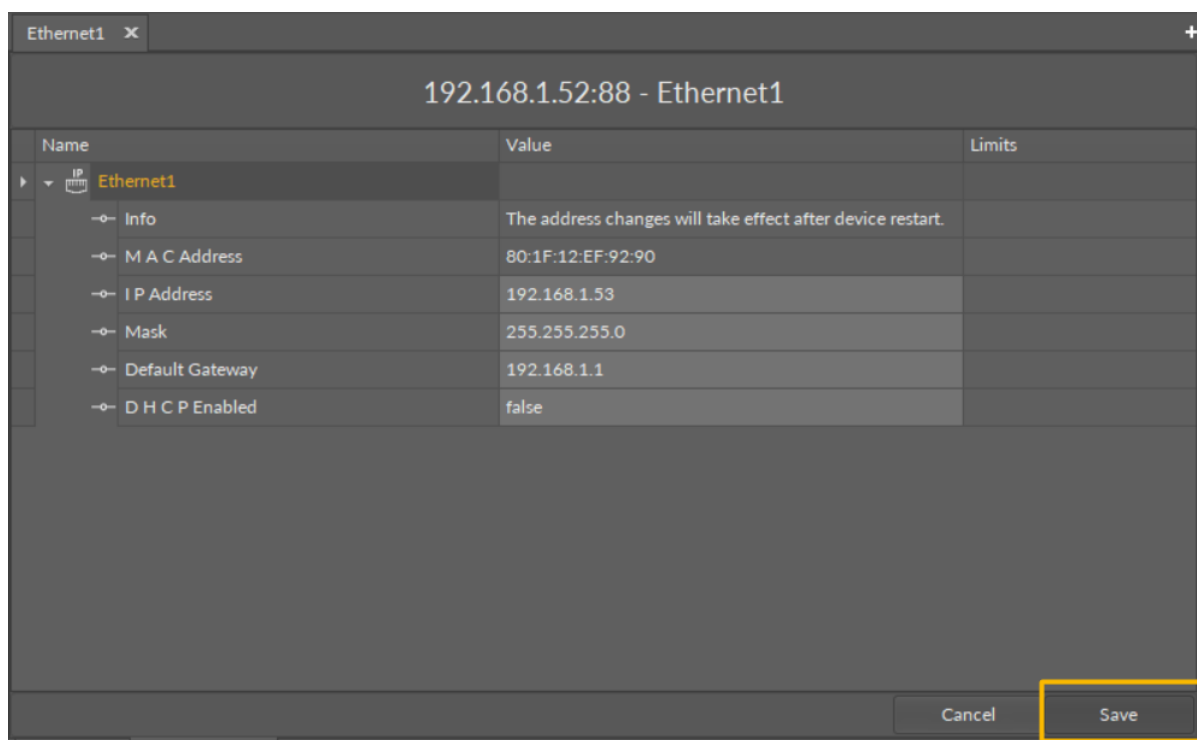 Ethernet1 ×
+
192.168.1.52:88 - Ethernet1
Name Value Limits
IP Ethernet1
Info The address changes will take effect after device restart.
M A C Address 80:1F:12:EF:92:90
I P Address 192.168.1.53
Mask 255.255.255.0
Default Gateway 192.168.1.1
D H C P Enabled false
Cancel Save